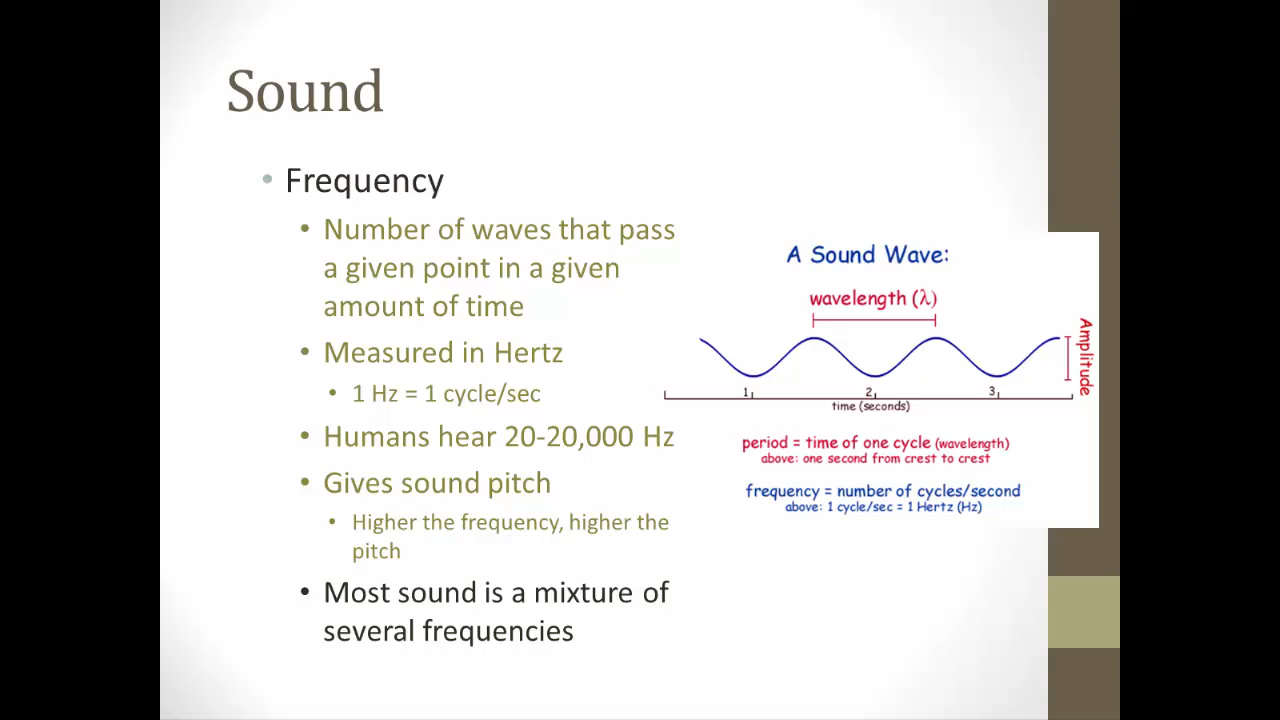 Sound
• Frequency
• Number of waves that pass
a given point in a given
amount of time
• Measured in Hertz
• 1 Hz = 1 cycle/sec
• Humans hear 20-20,000 Hz
• Gives sound pitch
• Higher the frequency, higher the
pitch
• Most sound is a mixture of
several frequencies
A Sound Wave:
wavelength (λ)
Amplitude
1 2 3
time (seconds)
period = time of one cycle (wavelength)
above: one second from crest to crest
frequency = number of cycles/second
above: 1 cycle/sec = 1 Hertz (Hz)